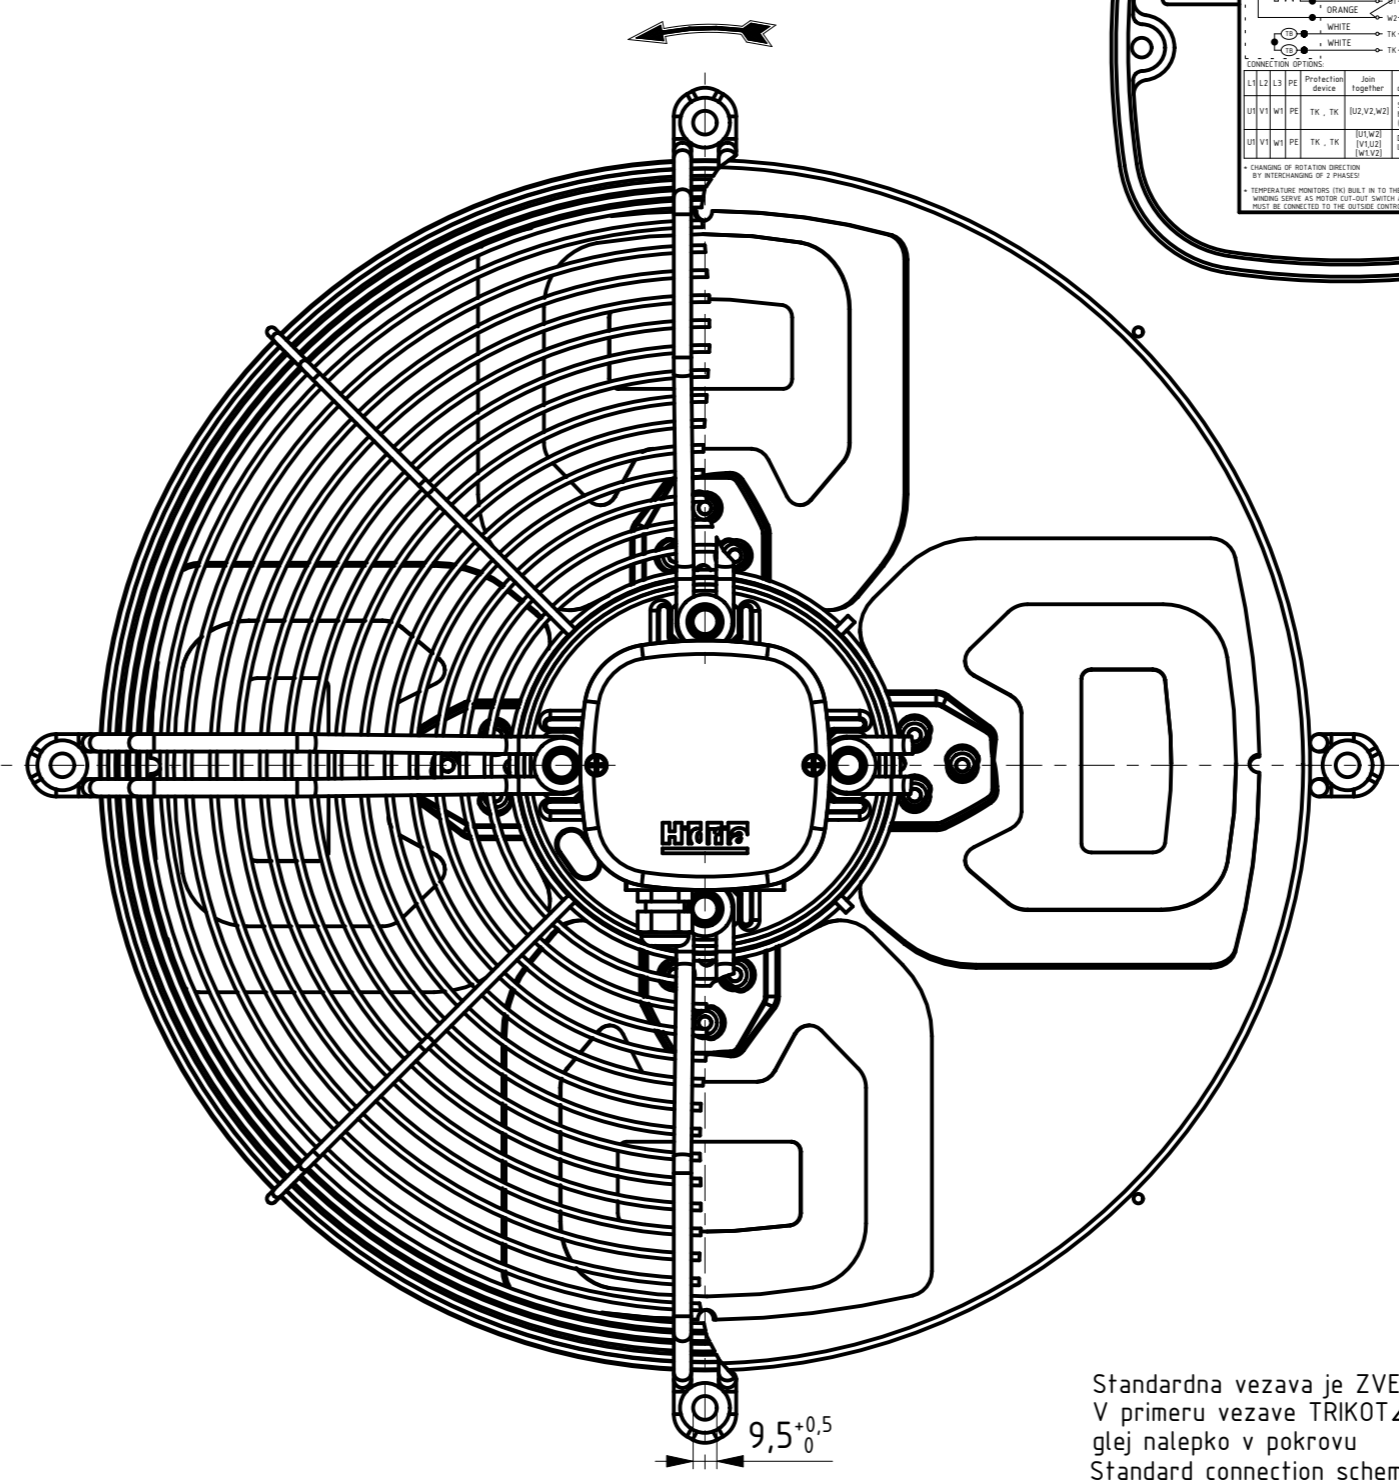 ORANGE
W2
WHITE
TB TK
WHITE
TB TK
CONNECTION OPTIONS:
L1 L2 L3 PE Protection device Join together
U1 V1 W1 PE TK , TK [U2,V2,W2]
U1 V1 W1 PE TK , TK [U1,W2] [V1,U2] [W1,V2]
* CHANGING OF ROTATION DIRECTION
BY INTERCHANGING OF 2 PHASES!
* TEMPERATURE MONITORS (TK) BUILT IN TO THE
WINDING SERVE AS MOTOR CUT-OUT SWITCH
MUST BE CONNECTED TO THE OUTSIDE
9,5 +0,5 0
Standardna vezava je
V primeru vezave
glej nalepko v pokrovu
Standard connection